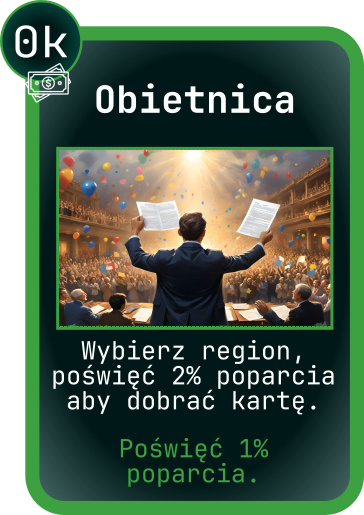 0k
Obietnica
Wybierz region,
poświęć 2% poparcia
aby dobrać kartę.
Poświęć 1%
poparcia.